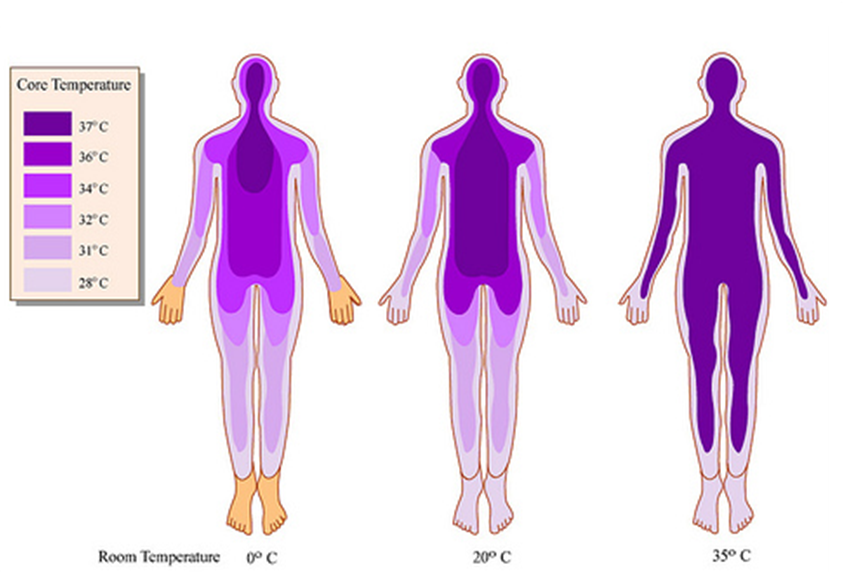 Core Temperature
37° C
36° C
34° C
32° C
31° C
28° C
Room Temperature 0° C 20° C 35° C